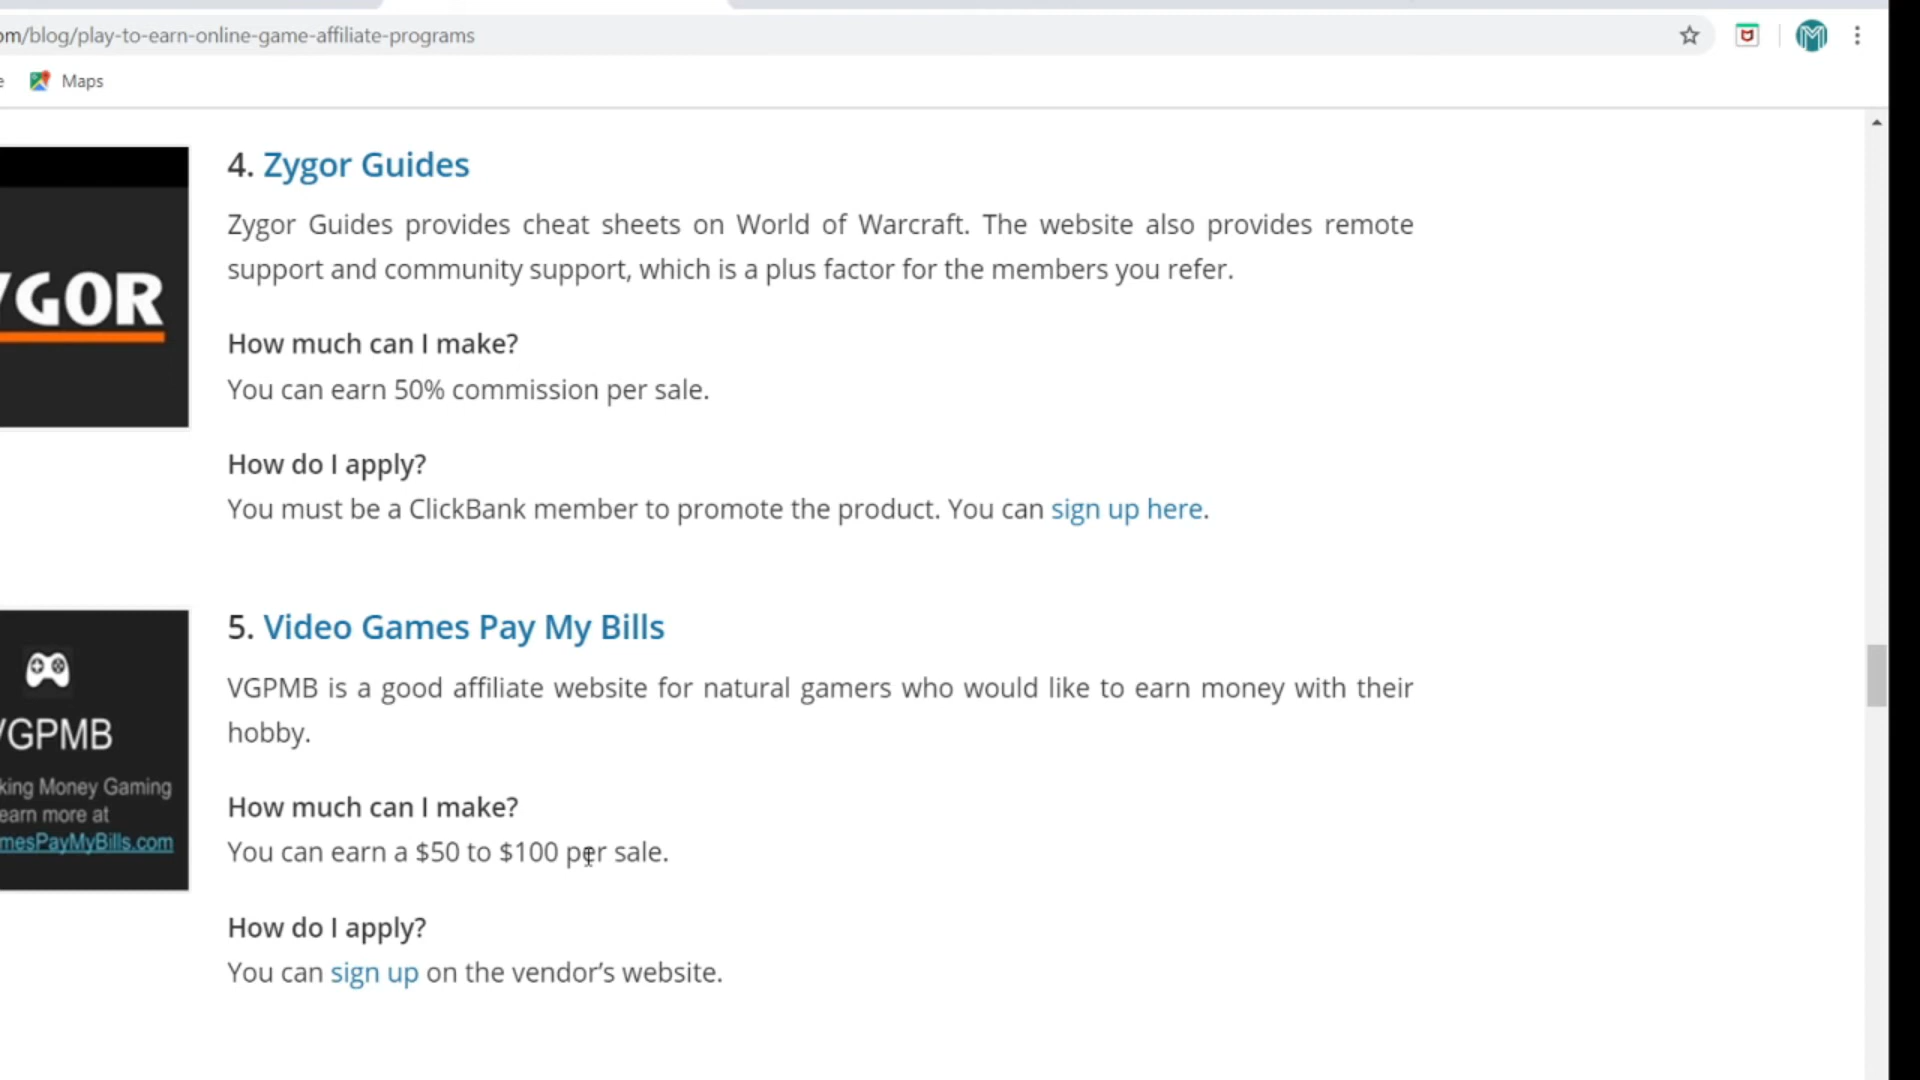 om/blog/play-to-earn-online-game-affiliate-programs
e Maps
4. Zygor Guides
Zygor Guides provides cheat sheets on World of Warcraft. The website also provides remote
support and community support, which is a plus factor for the members you refer.
YGOR
How much can I make?
You can earn 50% commission per sale.
How do I apply?
You must be a ClickBank member to promote the product. You can sign up here.
5. Video Games Pay My Bills
VGPMB is a good affiliate website for natural gamers who would like to earn money with their
hobby.
VGPMB
king Money Gaming
earn more at
mesPayMyBills.com
How much can I make?
You can earn a $50 to $100 per sale.
How do I apply?
You can sign up on the vendor’s website.